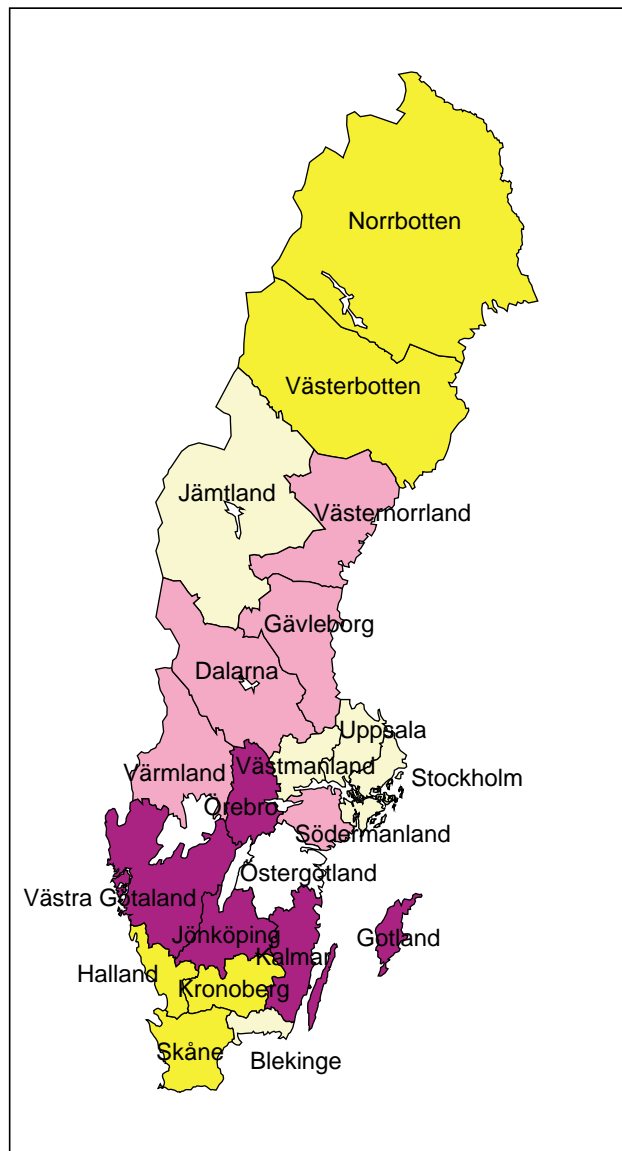 Norrbotten
Västerbotten
Jämtland
Västernorrland
Gävleborg
Dalarna
Uppsala
Västmanland
Värmland
Stockholm
Örebro
Södermanland
Östergötland
Västra Götaland
Jönköping
Gotland
Kalmar
Halland
Kronoberg
Skåne
Blekinge